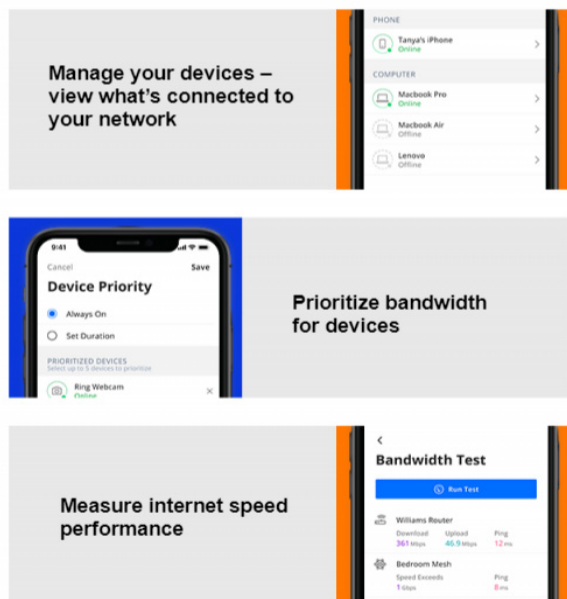 Manage your devices –
view what's connected to
your network
PHONE
Tanya's iPhone
Online
COMPUTER
Macbook Pro
Online
Macbook Air
Offline
Lenovo
Offline
9:41
Cancel
Save
Device Priority
Always On
Set Duration
PRIORITIZED DEVICES
Select up to 5 devices to prioritize
Ring Webcam
Online
Prioritize bandwidth
for devices
Measure internet speed
performance
Bandwidth Test
Run Test
Williams Router
Download Upload Ping
361 Mbps 46.9 Mbps 12 ms
Bedroom Mesh
Speed Exceeds Ping
1 Gbps 8 ms